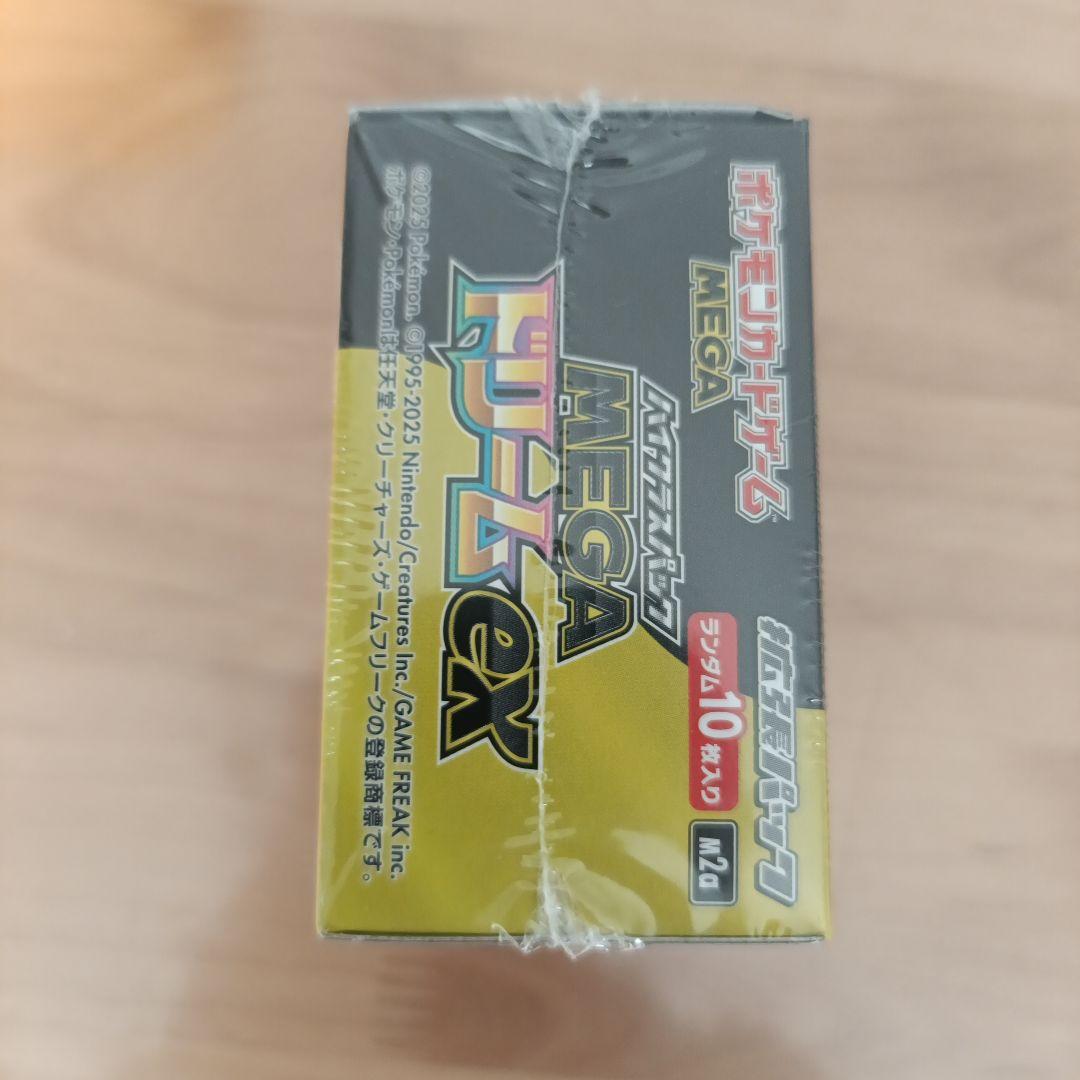 ポケモンカードゲーム™
MEGA
拡張パック
ランダム10枚入り
M2a
ハイクラスパック
MEGA
ドリームex
©2025 Pokémon. ©1995-2025 Nintendo/Creatures Inc./GAME FREAK inc.
ポケモン・Pokémonは任天堂・クリーチャーズ・ゲームフリークの登録商標です。